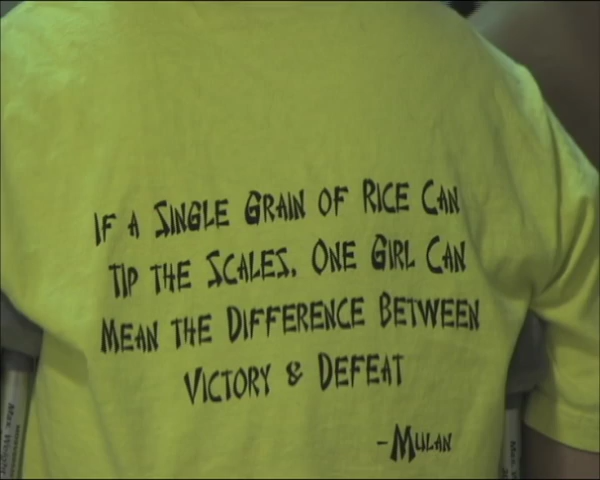 If A Single Grain of Rice Can
Tip the Scales. One Girl Can
Mean the Difference Between
Victory & Defeat
-Mulan